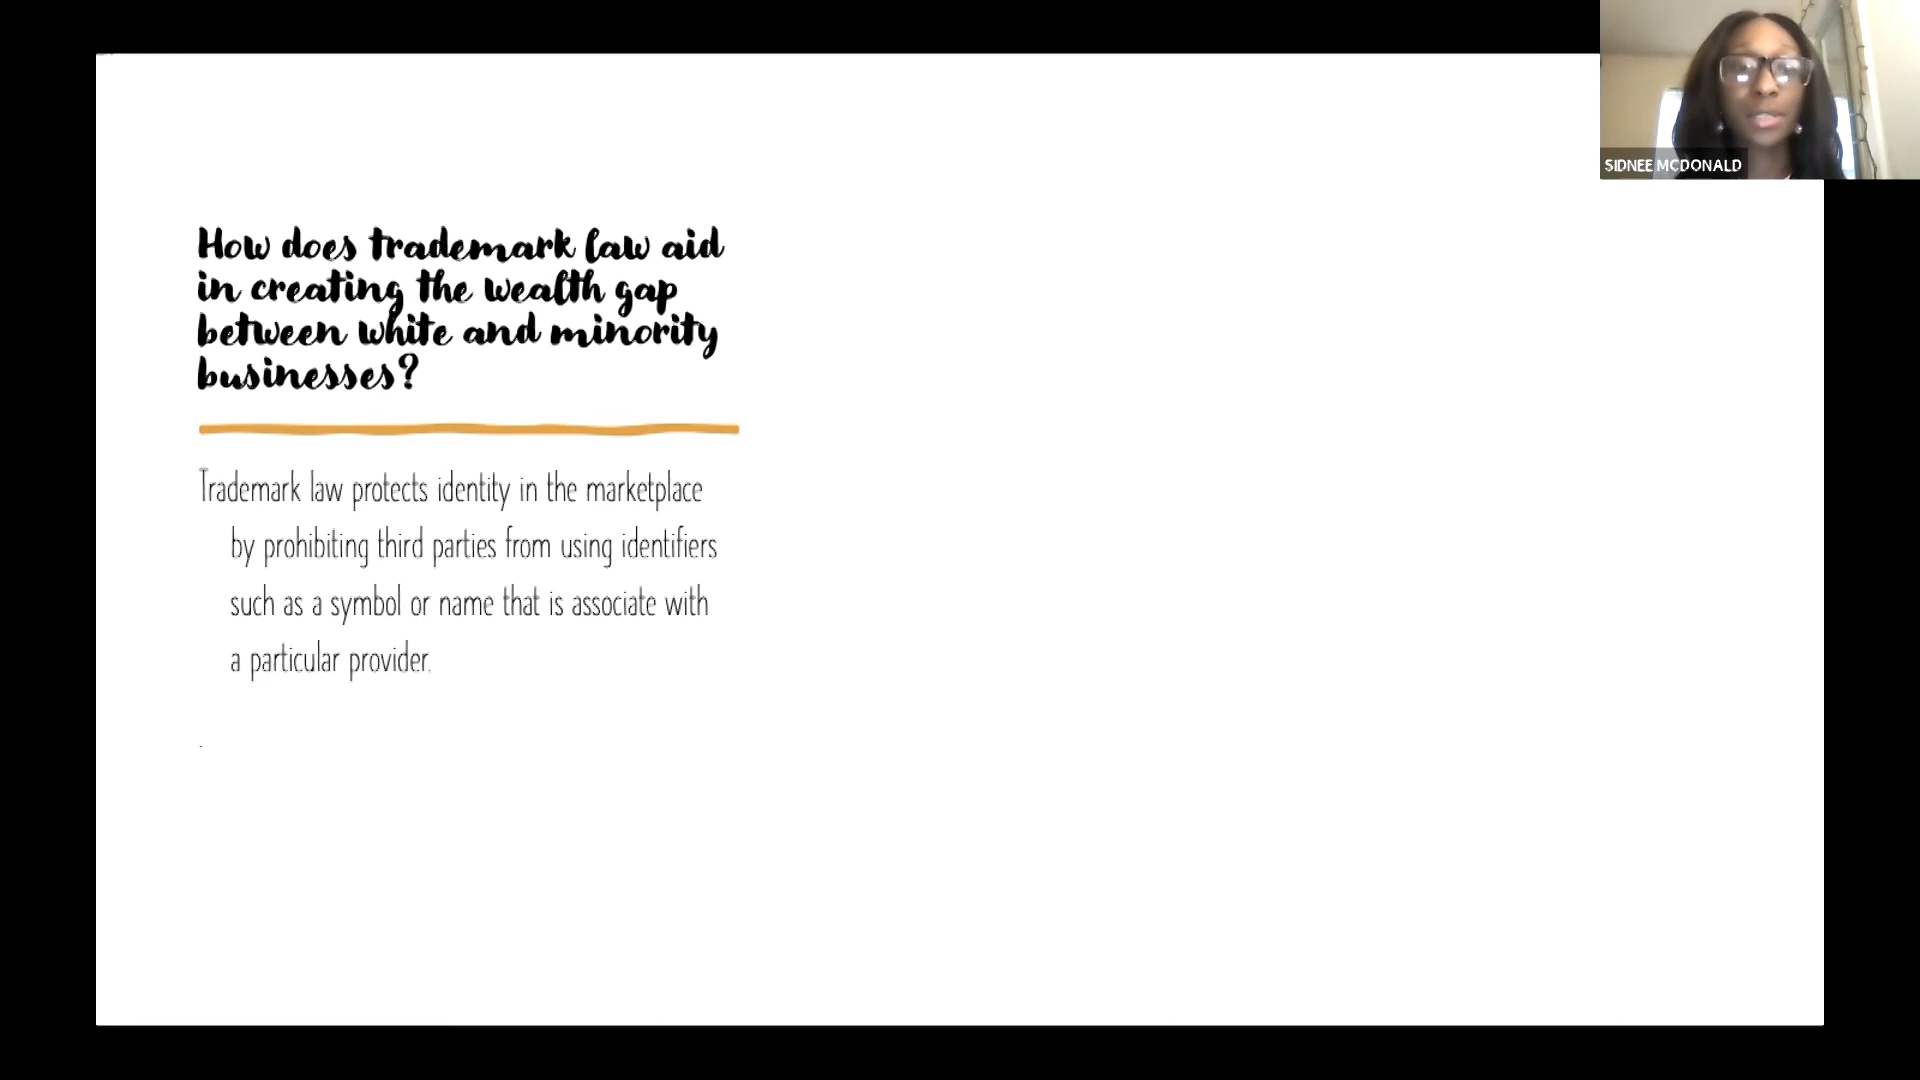 How does trademark law aid
in creating the wealth gap
between white and minority
businesses?
Trademark law protects identity in the marketplace
by prohibiting third parties from using identifiers
such as a symbol or name that is associate with
a particular provider.
.
SIDNEE MCDONALD